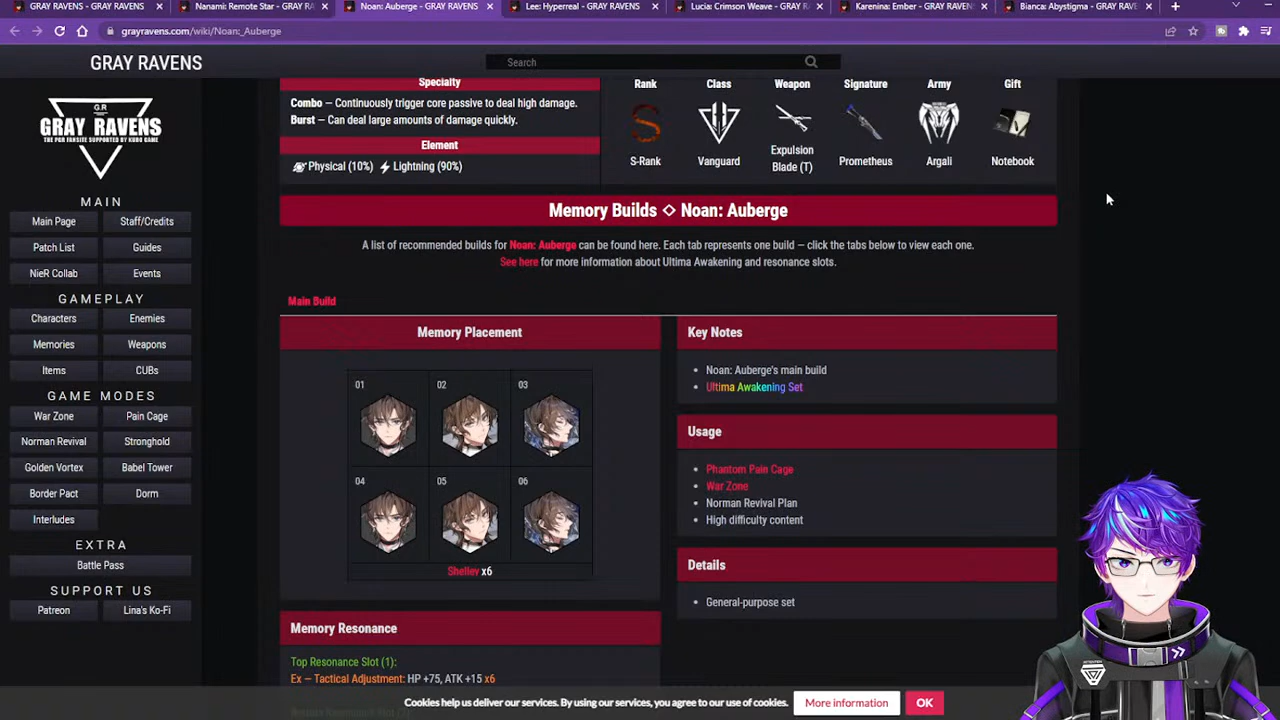 GRAY RAVENS
Nanami: Remote Star - GRAY RAV
Noan: Auberge - GRAY RAVENS
Lee: Hyperreal - GRAY RAVENS
Lucia: Crimson Weave - GRAY RA
Karenina: Ember - GRAY RAVENS
Bianca: Abystigma - GRAY RAVEN
grayravens.com/wiki/Noan:_Auberge
GRAY RAVENS
Search
G.R
GRAY RAVENS
THE PGR FANSITE SUPPORTED BY KURO GAME
MAIN
Main Page
Staff/Credits
Patch List
Guides
NieR Collab
Events
GAMEPLAY
Characters
Enemies
Memories
Weapons
Items
CUBs
GAME MODES
War Zone
Pain Cage
Norman Revival
Stronghold
Golden Vortex
Babel Tower
Border Pact
Dorm
Interludes
EXTRA
Battle Pass
SUPPORT US
Patreon
Lina's Ko-Fi
Specialty
Combo — Continuously trigger core passive to deal high damage.
Burst — Can deal large amounts of damage quickly.
Element
Physical (10%) Lightning (90%)
Rank
Class
Weapon
Signature
Army
Gift
S-Rank
Vanguard
Expulsion
Blade (T)
Prometheus
Argali
Notebook
Memory Builds ◇ Noan: Auberge
A list of recommended builds for Noan: Auberge can be found here. Each tab represents one build — click the tabs below to view each one.
See here for more information about Ultima Awakening and resonance slots.
Main Build
Memory Placement
01
02
03
04
05
06
Shelley x6
Memory Resonance
Top Resonance Slot (1):
Ex — Tactical Adjustment: HP +75, ATK +15 x6
Key Notes
Noan: Auberge's main build
Ultima Awakening Set
Usage
Phantom Pain Cage
War Zone
Norman Revival Plan
High difficulty content
Details
General-purpose set
Cookies help us deliver our services. By using our services, you agree to our use of cookies.
More information
OK